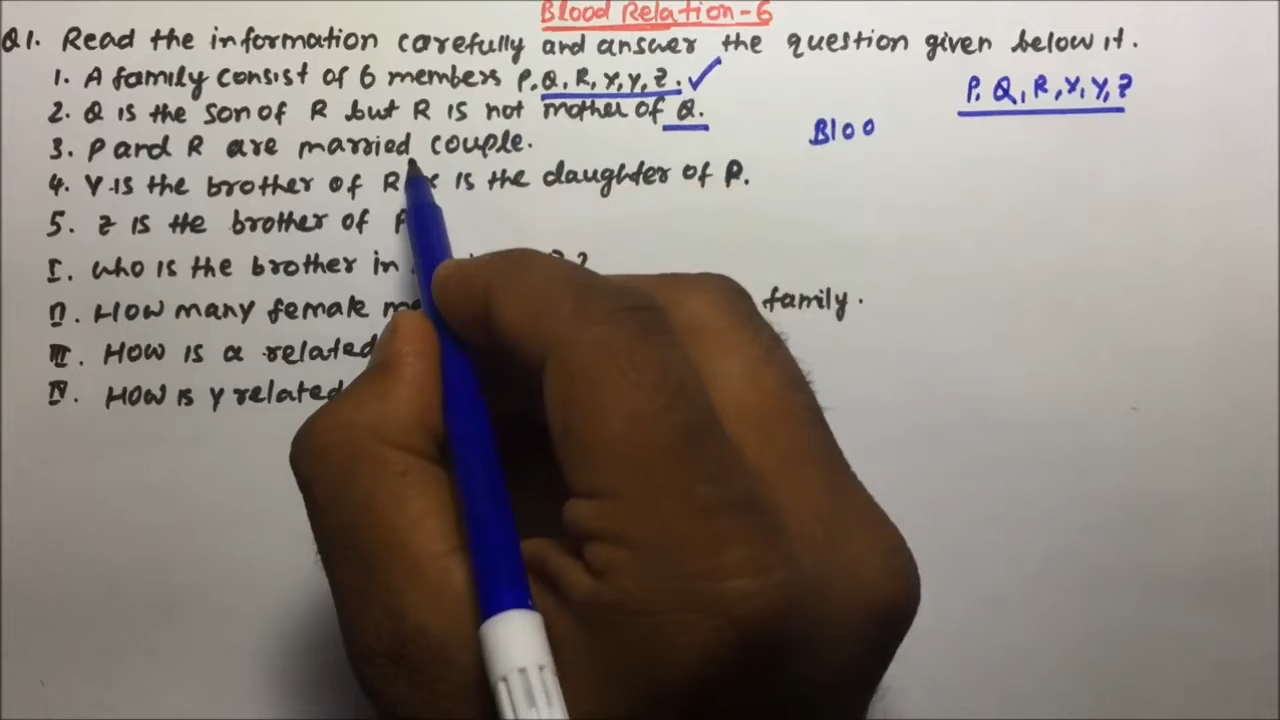 Blood Relation-6
Q1. Read the information carefully and answer the question given below it.
1. A family consist of 6 members P, Q, R, X, Y, Z. ✓
P, Q, R, X, Y, Z
2. Q is the son of R but R is not mother of Q.
Bloo
3. P and R are married couple.
4. Y is the brother of R is the daughter of P.
5. Z is the brother of P
I. who is the brother in
II. How many female family.
III. How is Q related
IV. How is Y related